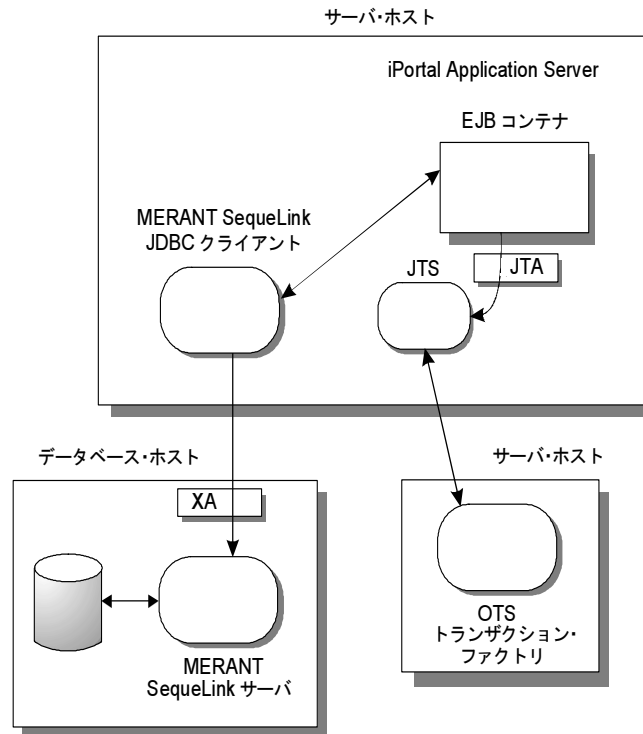 サーバ・ホスト
iPortal Application Server
EJB コンテナ
MERANT SequeLink
JDBC クライアント
JTS
JTA
データベース・ホスト
サーバ・ホスト
XA
OTS
トランザクション・
ファクトリ
MERANT
SequeLink サーバ